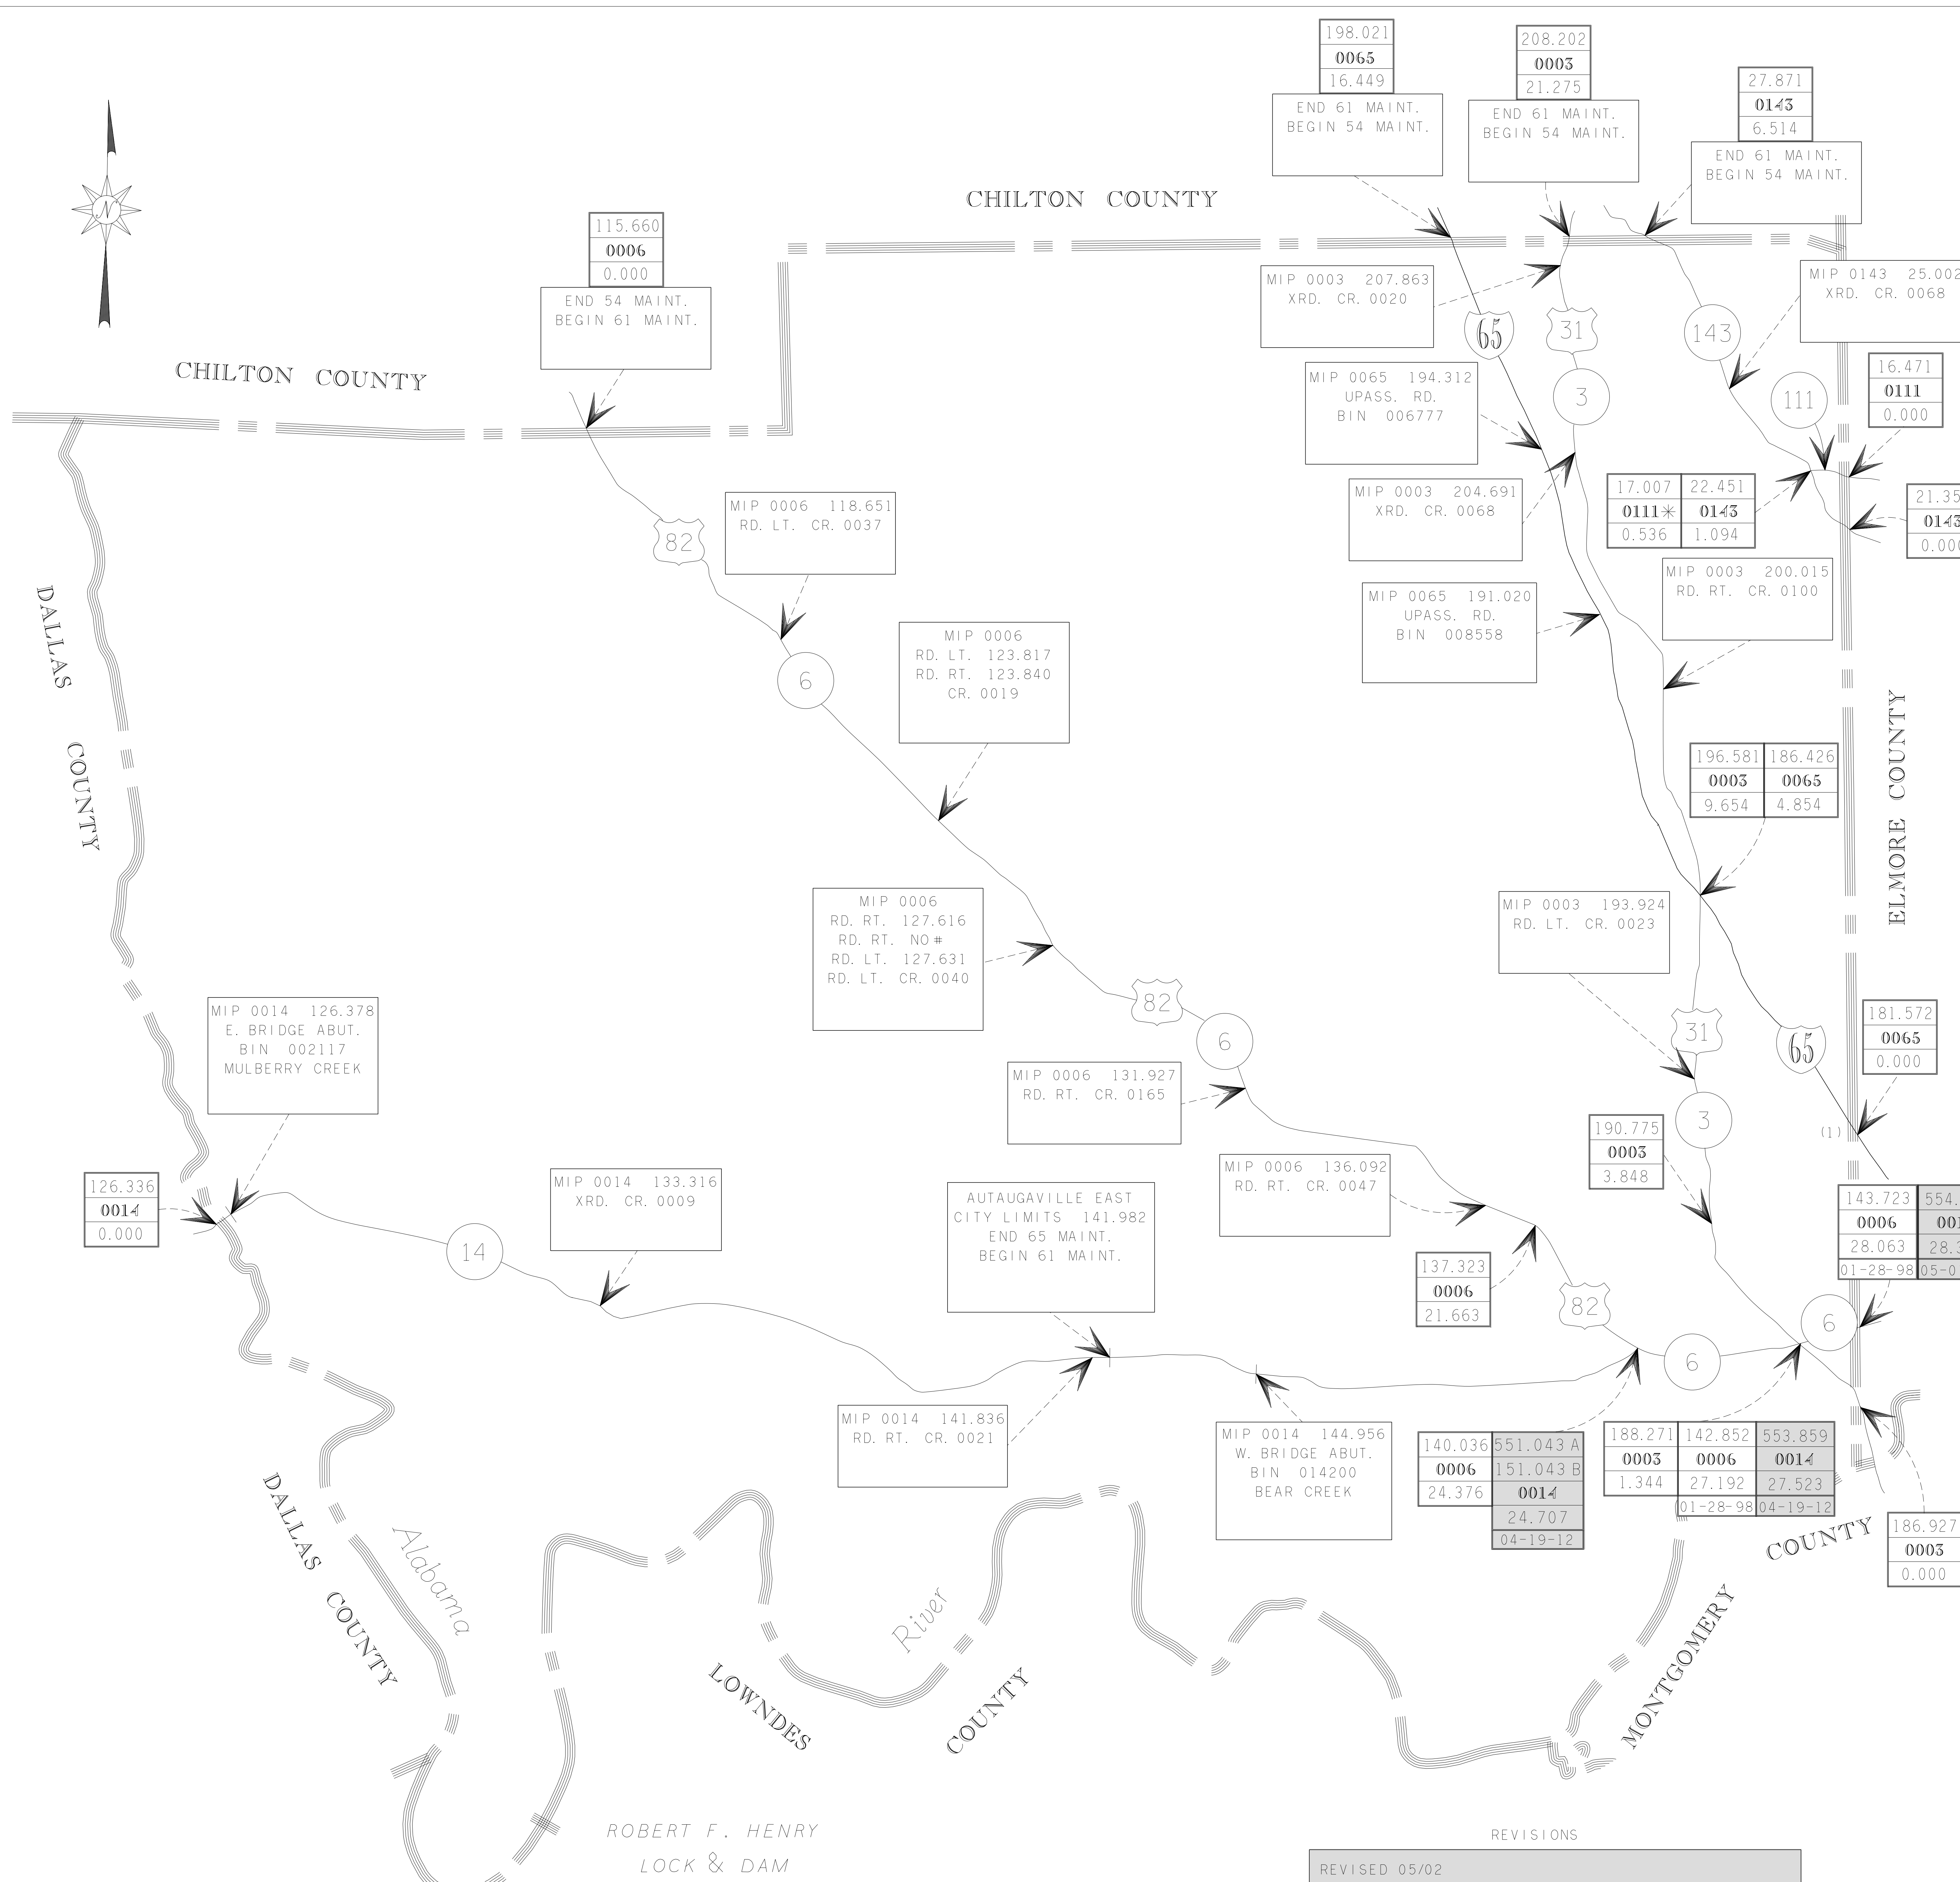 198.021
0065
16.449
END 61 MAINT.
BEGIN 54 MAINT.
208.202
0003
21.275
END 61 MAINT.
BEGIN 54 MAINT.
27.871
0143
6.514
END 61 MAINT.
BEGIN 54 MAINT.
N
CHILTON COUNTY
115.660
0006
0.000
END 54 MAINT.
BEGIN 61 MAINT.
CHILTON COUNTY
MIP 0003 207.863
XRD. CR. 0020
65
31
143
MIP 0143 25.002
XRD. CR. 0068
MIP 0065 194.312
UPASS. RD.
BIN 006777
3
111
16.471
0111
0.000
MIP 0003 204.691
XRD. CR. 0068
17.007 22.451
0111* 0143
0.536 1.094
21.35
0143
0.000
MIP 0006 118.651
RD. LT. CR. 0037
82
MIP 0065 191.020
UPASS. RD.
BIN 008558
MIP 0003 200.015
RD. RT. CR. 0100
DALLAS
COUNTY
MIP 0006
RD. LT. 123.817
RD. RT. 123.840
CR. 0019
6
196.581 186.426
0003 0065
9.654 4.854
ELMORE COUNTY
MIP 0006
RD. RT. 127.616
RD. RT. NO#
RD. LT. 127.631
RD. LT. CR. 0040
MIP 0003 193.924
RD. LT. CR. 0023
82
6
31
65
181.572
0065
0.000
MIP 0014 126.378
E. BRIDGE ABUT.
BIN 002117
MULBERRY CREEK
MIP 0006 131.927
RD. RT. CR. 0165
3
(1)
190.775
0003
3.848
126.336
0014
0.000
MIP 0014 133.316
XRD. CR. 0009
14
AUTAUGAVILLE EAST
CITY LIMITS 141.982
END 65 MAINT.
BEGIN 61 MAINT.
MIP 0006 136.092
RD. RT. CR. 0047
143.723 554.
0006 001
28.063 28.3
01-28-98 05-0
137.323
0006
21.663
82
6
6
MIP 0014 141.836
RD. RT. CR. 0021
MIP 0014 144.956
W. BRIDGE ABUT.
BIN 014200
BEAR CREEK
140.036 551.043 A
151.043 B
0006 0014
24.376 24.707
04-19-12
188.271 142.852 553.859
0003 0006 0014
1.344 27.192 27.523
01-28-98 04-19-12
186.927
0003
0.000
DALLAS
COUNTY
Alabama
River
LOWNDES
COUNTY
MONTGOMERY
COUNTY
ROBERT F. HENRY
LOCK & DAM
REVISIONS
REVISED 05/02